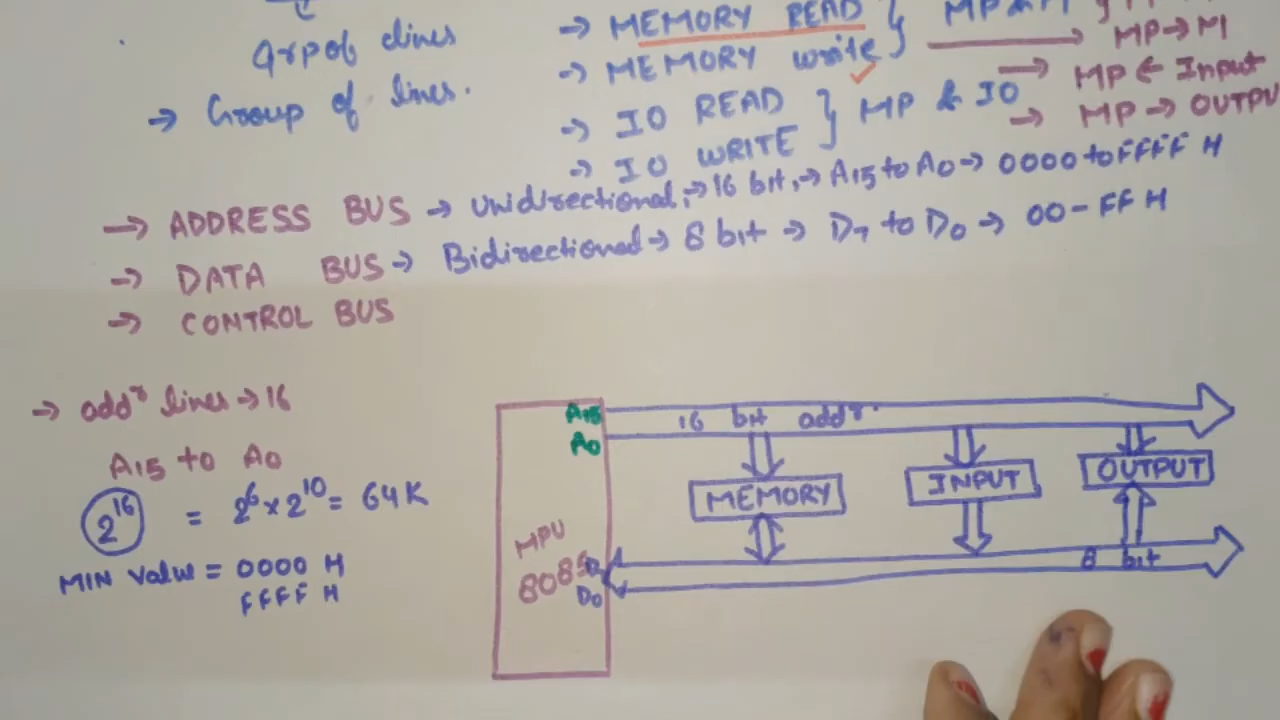 Grp of lines
→ Group of lines.
→ MEMORY READ
→ MEMORY write
→ IO READ
→ IO WRITE
MP & IO
MP → M
→ MP ← Input
→ MP → OUTPU
→ ADDRESS BUS → Unidirectional, → 16 bit, → A15 to A0 → 0000 to FFFF H
→ DATA BUS → Bidirectional → 8 bit → D7 to D0 → 00 - FF H
→ CONTROL BUS
→ addr lines → 16
A15 to A0
2^16 = 2^6 × 2^10 = 64K
MIN Value = 0000 H
FFFF H
A15
A0
16 bit addr.
MEMORY
INPUT
OUTPUT
MPU
8085
D0
8 bit